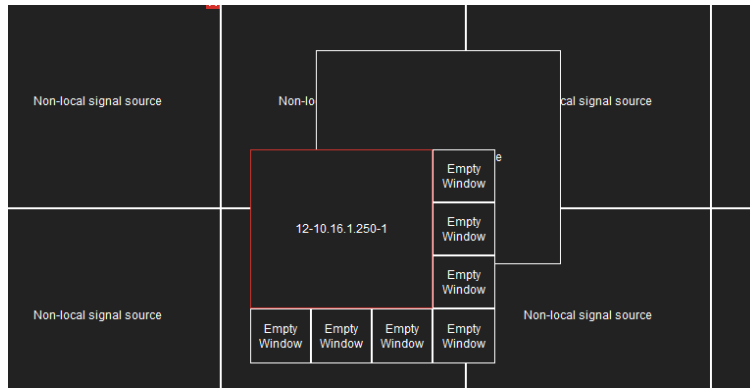 Non-local signal source
Non-lo
cal signal source
e
Empty
Window
12-10.16.1.250-1
Empty
Window
Empty
Window
Non-local signal source
Empty
Window
Empty
Window
Empty
Window
Empty
Window
Non-local signal source